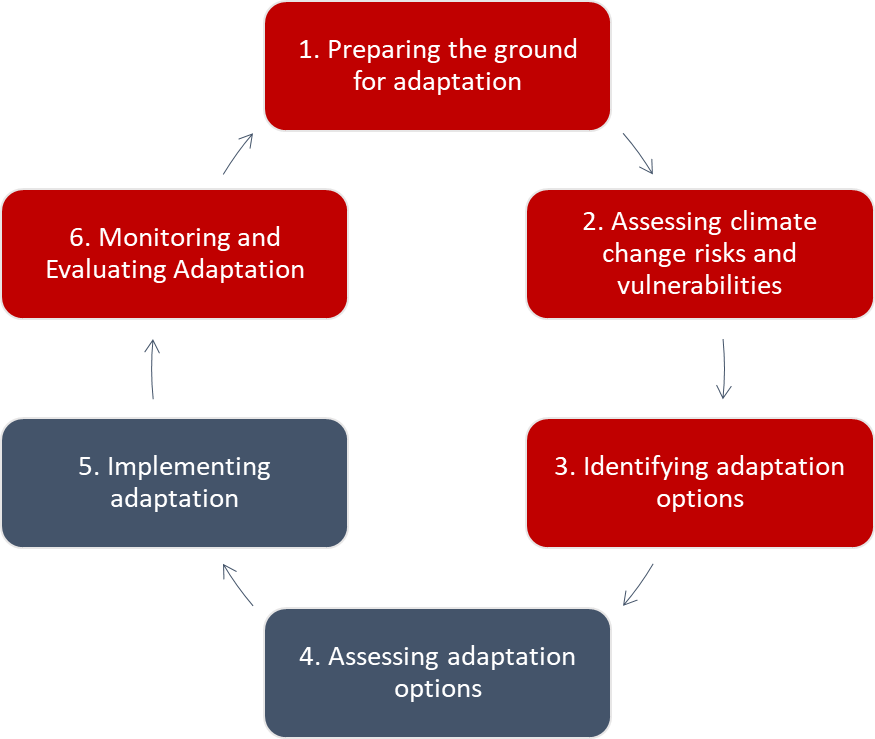 1. Preparing the ground
for adaptation
2. Assessing climate
change risks and
vulnerabilities
3. Identifying adaptation
options
4. Assessing adaptation
options
5. Implementing
adaptation
6. Monitoring and
Evaluating Adaptation